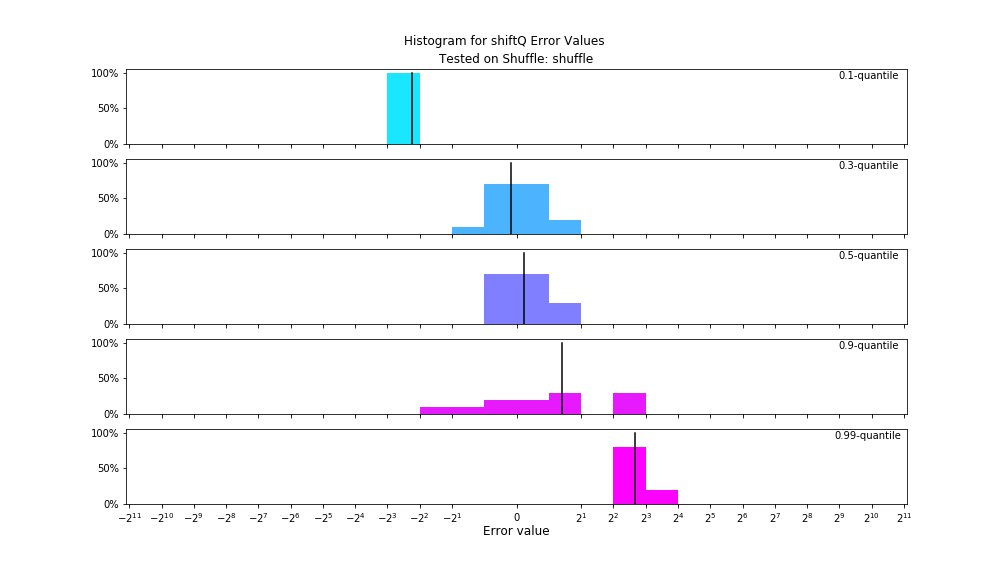 Histogram for shiftQ Error Values
Tested on Shuffle: shuffle
100%
50%
0%
0.1-quantile
100%
50%
0%
0.3-quantile
100%
50%
0%
0.5-quantile
100%
50%
0%
0.9-quantile
100%
50%
0%
0.99-quantile
−2¹¹ −2¹⁰ −2⁹ −2⁸ −2⁷ −2⁶ −2⁵ −2⁴ −2³ −2² −2¹ 0 2¹ 2² 2³ 2⁴ 2⁵ 2⁶ 2⁷ 2⁸ 2⁹ 2¹⁰ 2¹¹
Error value